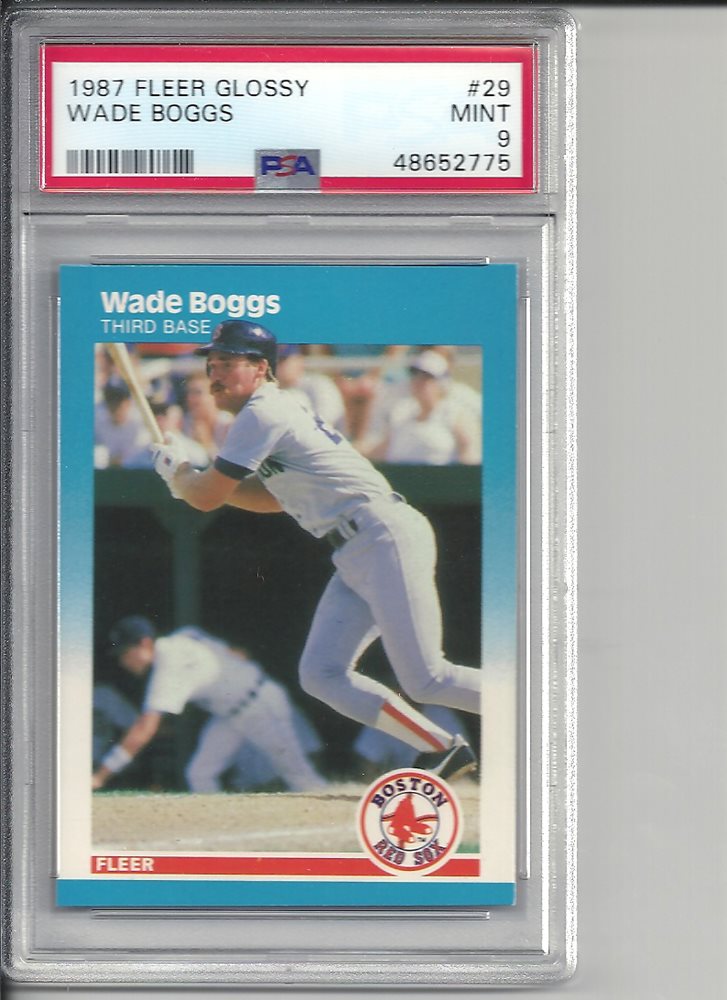 1987 FLEER GLOSSY #29
WADE BOGGS MINT
9
PSA 48652775
Wade Boggs
THIRD BASE
BOSTON
RED SOX
FLEER